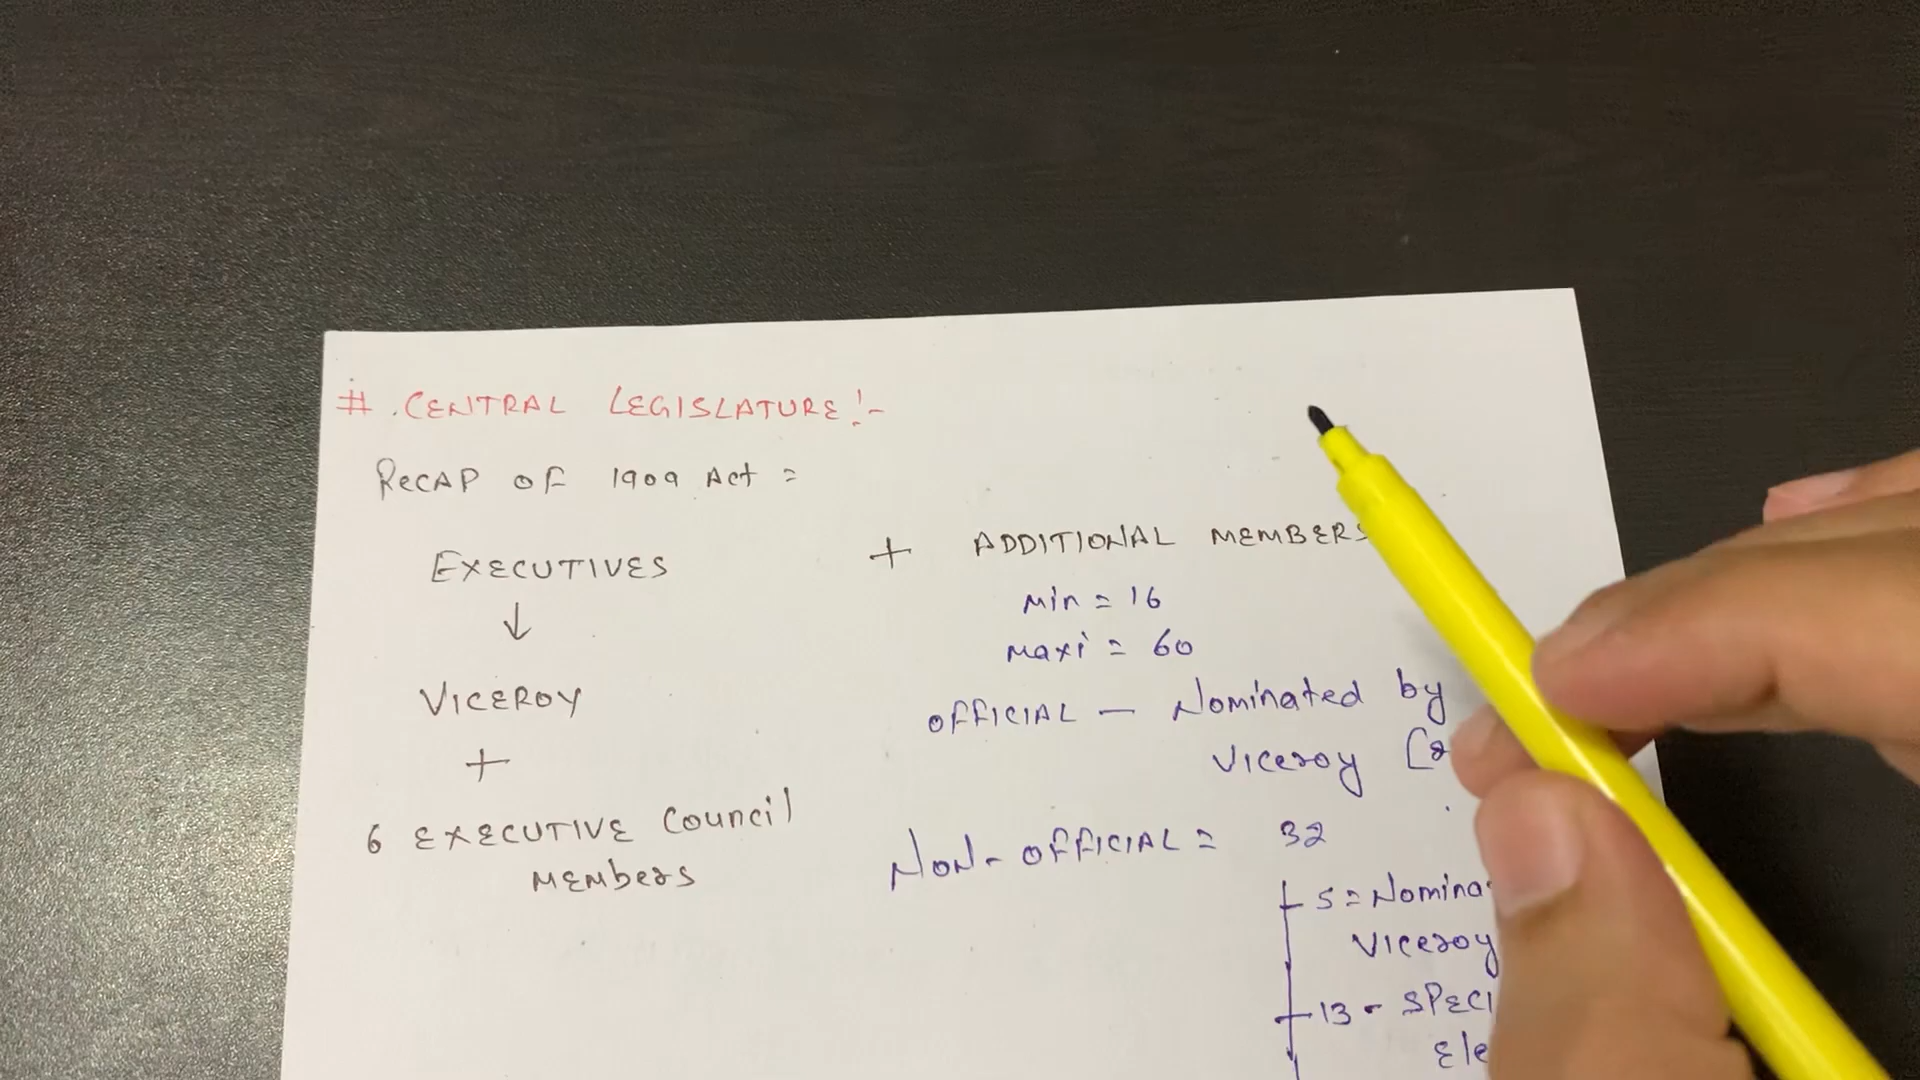 # CENTRAL LEGISLATURE :-
RECAP OF 1909 Act =
EXECUTIVES
↓
VICEROY
+
6 EXECUTIVE Council
MEMbers
+ ADDITIONAL MEMBERS
Min = 16
Maxi = 60
OFFICIAL — Nominated by
Viceroy
NON-OFFICIAL = 32
5 = Nomina
Viceroy
13 - SPECI
Ele